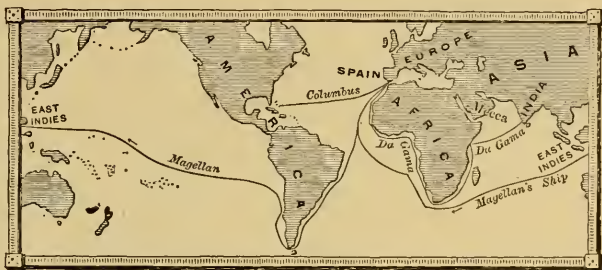 AMERICA
EAST
INDIES
Magellan
Columbus
SPAIN
EUROPE
ASIA
AFRICA
Mecca
INDIA
Da Gama
Da Gama
EAST
INDIES
Magellan's Ship